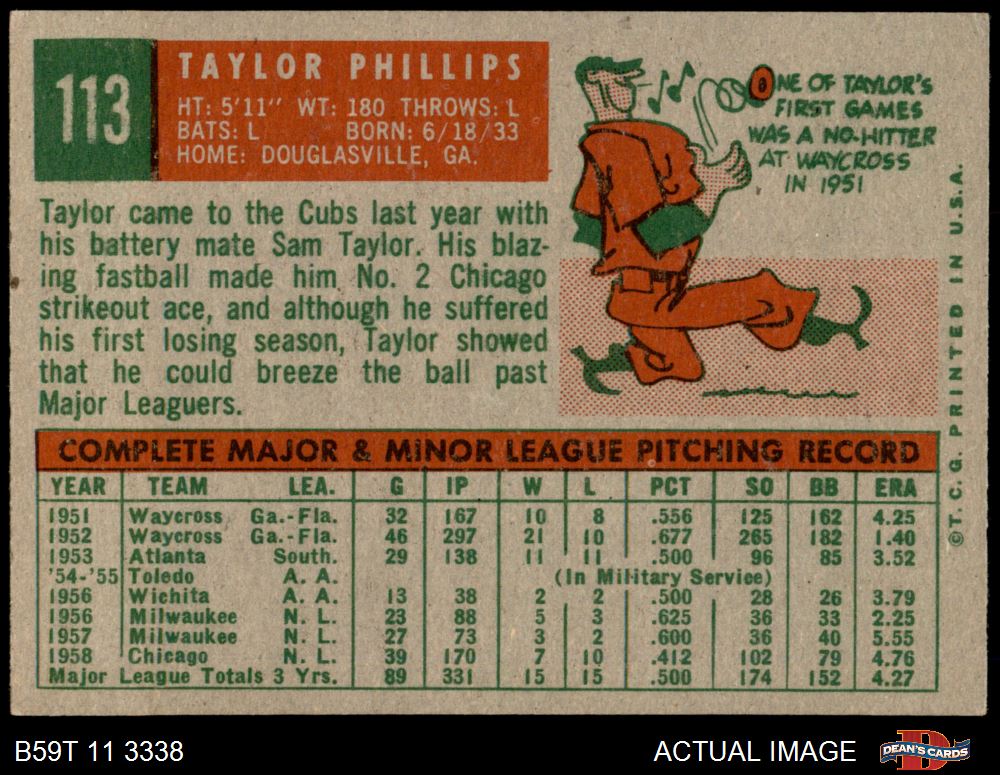 113
TAYLOR PHILLIPS
HT: 5'11" WT: 180 THROWS: L
BATS: L BORN: 6/18/33
HOME: DOUGLASVILLE, GA.
ONE OF TAYLOR'S
FIRST GAMES
WAS A NO-HITTER
AT WAYCROSS
IN 1951
Taylor came to the Cubs last year with
his battery mate Sam Taylor. His blaz-
ing fastball made him No. 2 Chicago
strikeout ace, and although he suffered
his first losing season, Taylor showed
that he could breeze the ball past
Major Leaguers.
COMPLETE MAJOR & MINOR LEAGUE PITCHING RECORD
YEAR TEAM LEA. G IP W L PCT SO BB ERA
1951 Waycross Ga.-Fla. 32 167 10 8 .556 125 162 4.25
1952 Waycross Ga.-Fla. 46 297 21 10 .677 265 182 1.40
1953 Atlanta South. 29 138 11 11 .500 96 85 3.52
'54-'55 Toledo A. A. (In Military Service)
1956 Wichita A. A. 13 38 2 2 .500 28 26 3.79
1956 Milwaukee N. L. 23 88 5 3 .625 36 33 2.25
1957 Milwaukee N. L. 27 73 3 2 .600 36 40 5.55
1958 Chicago N. L. 39 170 7 10 .412 102 79 4.76
Major League Totals 3 Yrs. 89 331 15 15 .500 174 152 4.27
© T. C. G. PRINTED IN U.S.A.
B59T 11 3338
ACTUAL IMAGE
D
DEAN'S CARDS